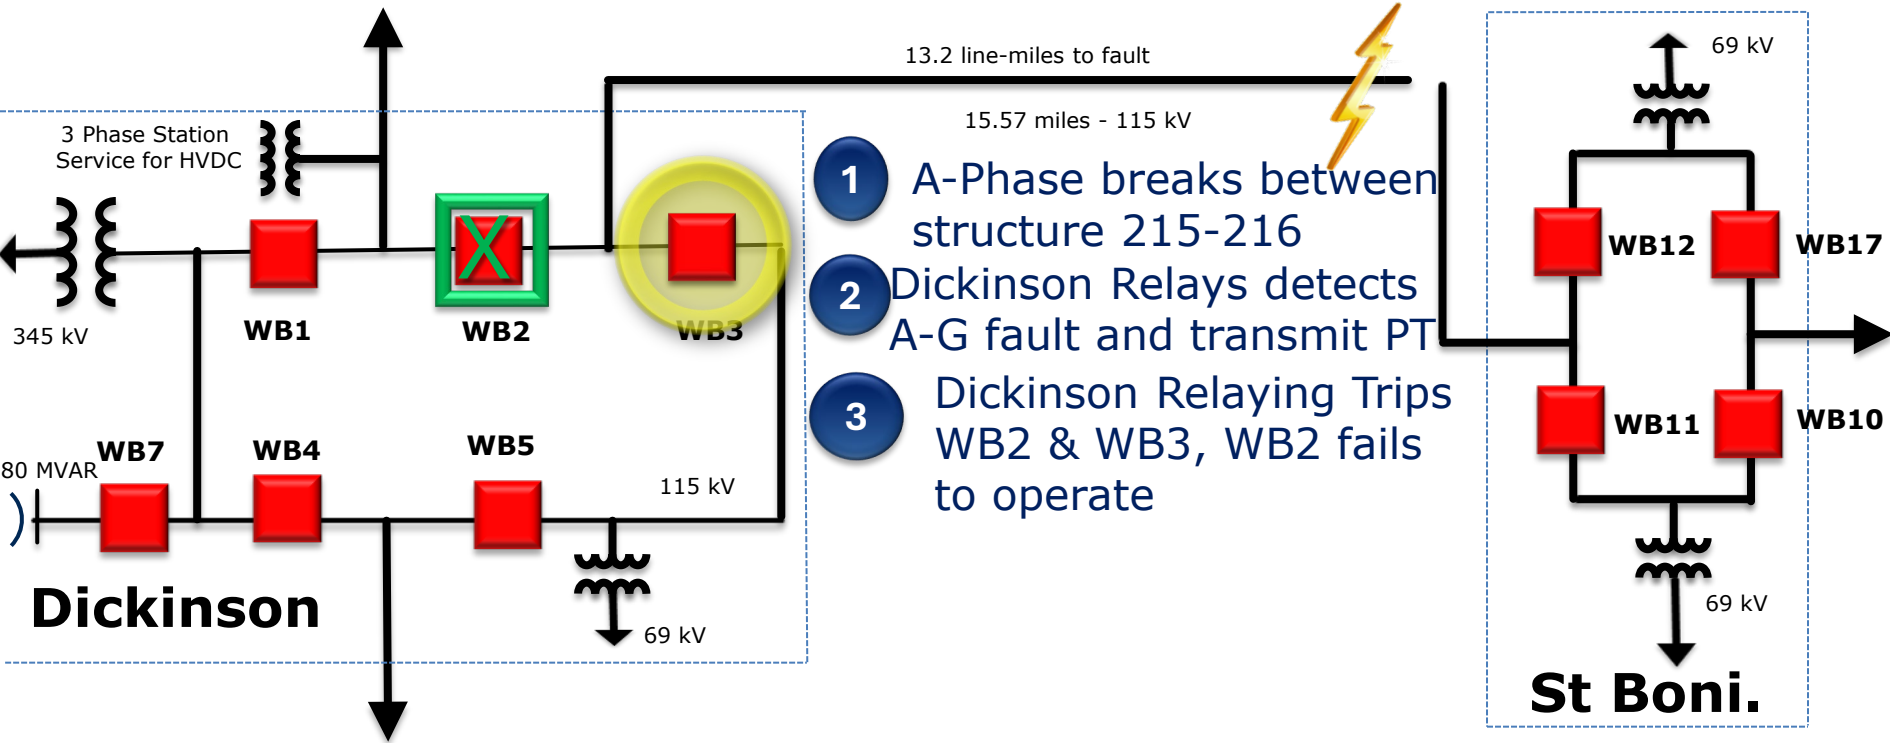 13.2 line-miles to fault
15.57 miles - 115 kV
3 Phase Station
Service for HVDC
345 kV
WB1
X
WB2
WB3
WB7
WB4
WB5
80 MVAR
115 kV
69 kV
Dickinson
1
A-Phase breaks between
structure 215-216
2
Dickinson Relays detects
A-G fault and transmit PT
3
Dickinson Relaying Trips
WB2 & WB3, WB2 fails
to operate
69 kV
WB12
WB17
WB11
WB10
69 kV
St Boni.